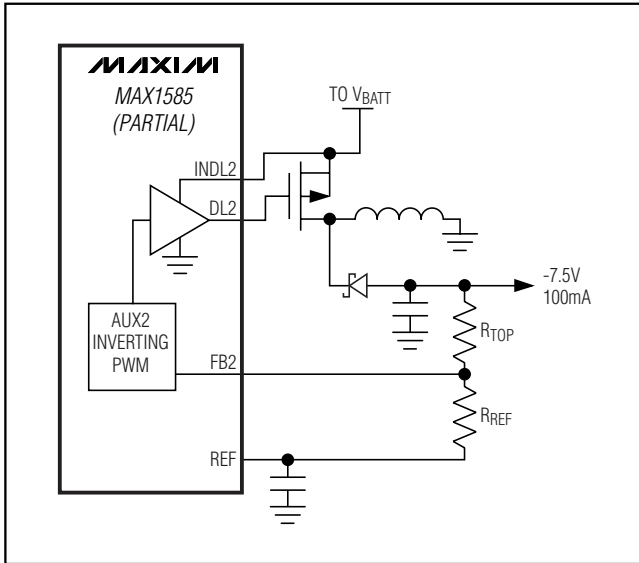 MAXIM
MAX1585
(PARTIAL)
TO VBATT
INDL2
DL2
-7.5V
100mA
AUX2
INVERTING
PWM
RTOP
FB2
RREF
REF